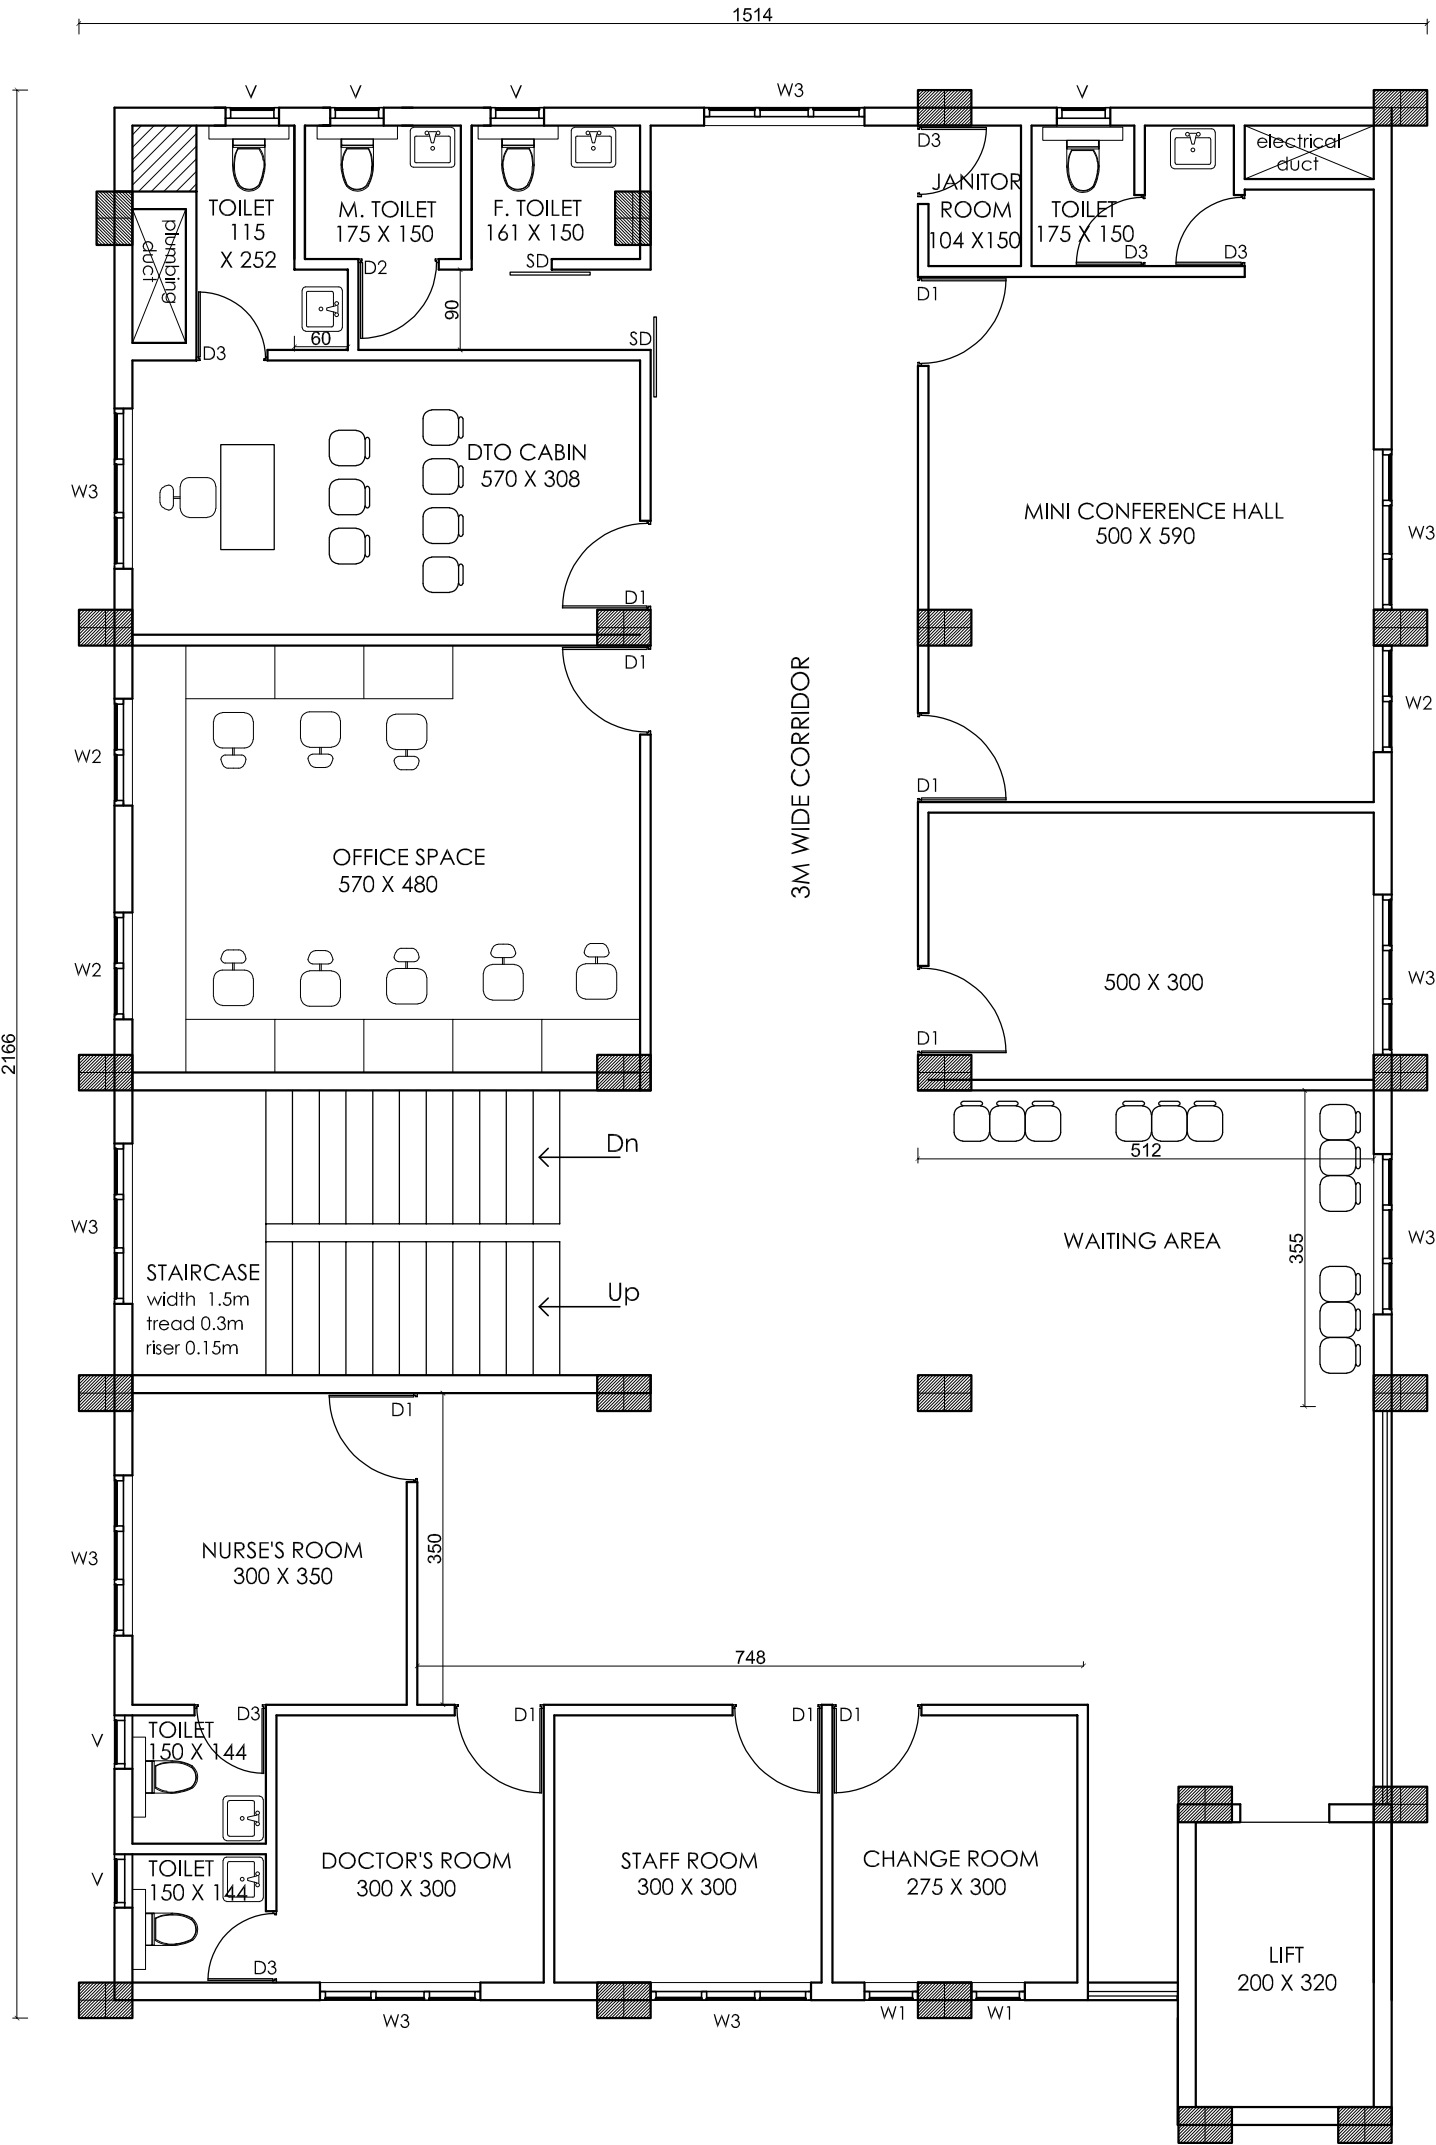 1514
V
V
V
W3
V
D3
electrical
duct
JANITOR
ROOM
104 X150
TOILET
115
X 252
M. TOILET
175 X 150
F. TOILET
161 X 150
TOILET
175 X 150
plumbing
duct
D2
SD
D3
D3
D1
90
60
D3
SD
DTO CABIN
570 X 308
W3
MINI CONFERENCE HALL
500 X 590
W3
D1
D1
W2
W2
3M WIDE CORRIDOR
D1
OFFICE SPACE
570 X 480
W2
500 X 300
W3
D1
2166
Dn
512
W3
WAITING AREA
355
W3
STAIRCASE
width 1.5m
tread 0.3m
riser 0.15m
Up
D1
350
NURSE'S ROOM
300 X 350
W3
748
D3
D1
D1
D1
V
TOILET
150 X 144
DOCTOR'S ROOM
300 X 300
STAFF ROOM
300 X 300
CHANGE ROOM
275 X 300
V
TOILET
150 X 144
D3
LIFT
200 X 320
W3
W3
W1
W1